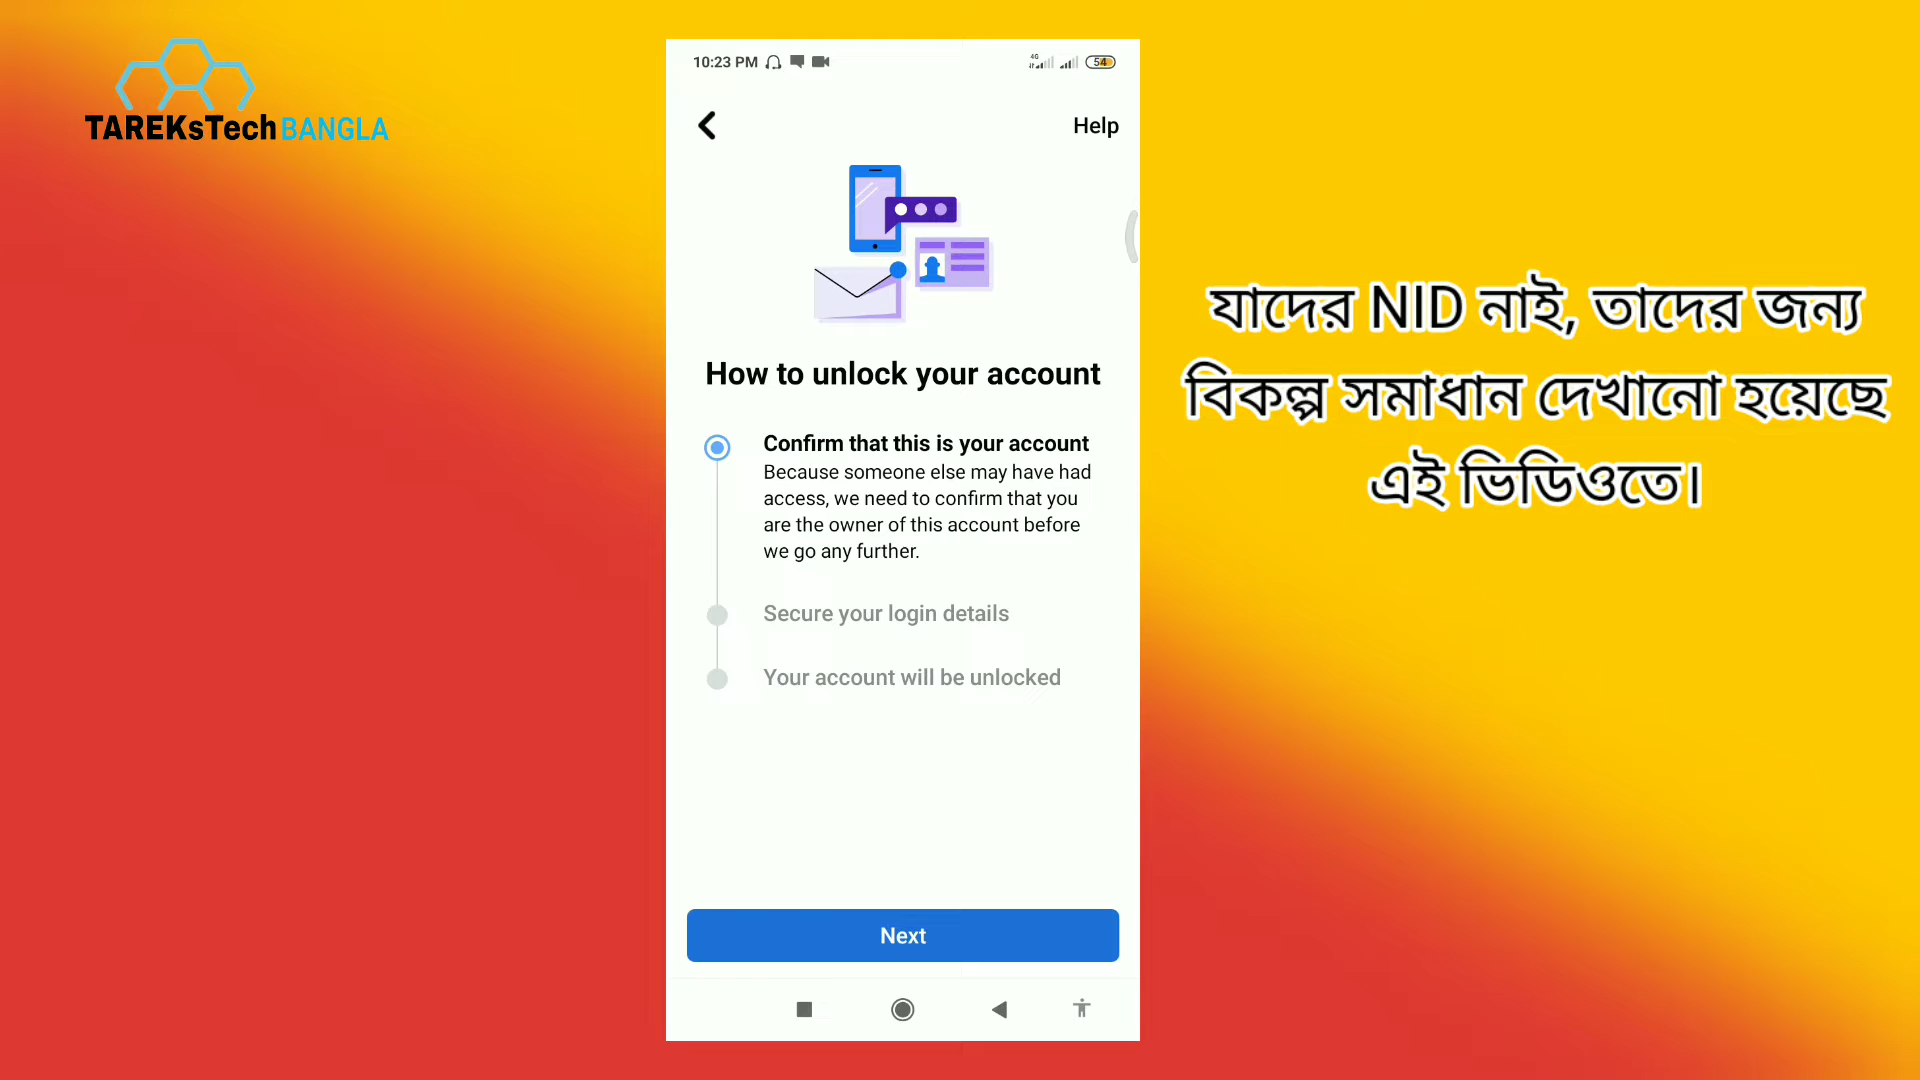 TAREKsTech BANGLA
10:23 PM
4G
54
Help
How to unlock your account
Confirm that this is your account
Because someone else may have had
access, we need to confirm that you
are the owner of this account before
we go any further.
Secure your login details
Your account will be unlocked
Next
যাদের NID নাই, তাদের জন্য
বিকল্প সমাধান দেখানো হয়েছে
এই ভিডিওতে।